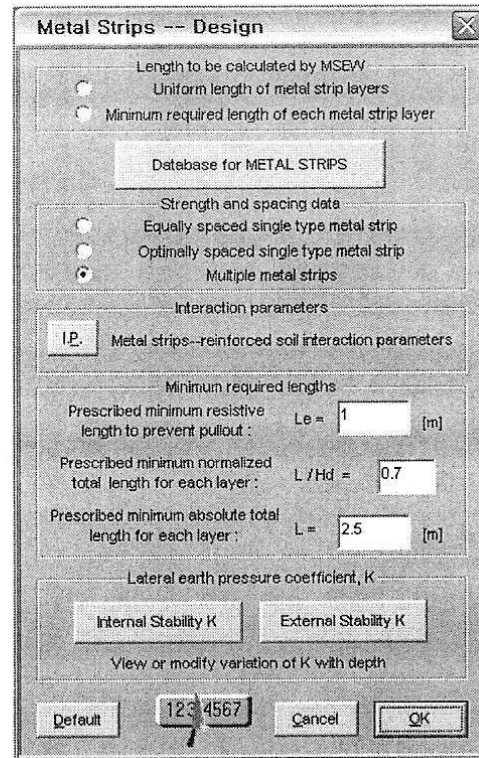 Metal Strips -- Design
Length to be calculated by MSEW
Uniform length of metal strip layers
Minimum required length of each metal strip layer
Database for METAL STRIPS
Strength and spacing data
Equally spaced single type metal strip
Optimally spaced single type metal strip
Multiple metal strips
Interaction parameters
I.P. Metal strips--reinforced soil interaction parameters
Minimum required lengths
Prescribed minimum resistive
length to prevent pullout : Le = 1 [m]
Prescribed minimum normalized
total length for each layer : L / Hd = 0.7
Prescribed minimum absolute total
length for each layer : L = 2.5 [m]
Lateral earth pressure coefficient, K
Internal Stability K External Stability K
View or modify variation of K with depth
Default 123 4567 Cancel OK